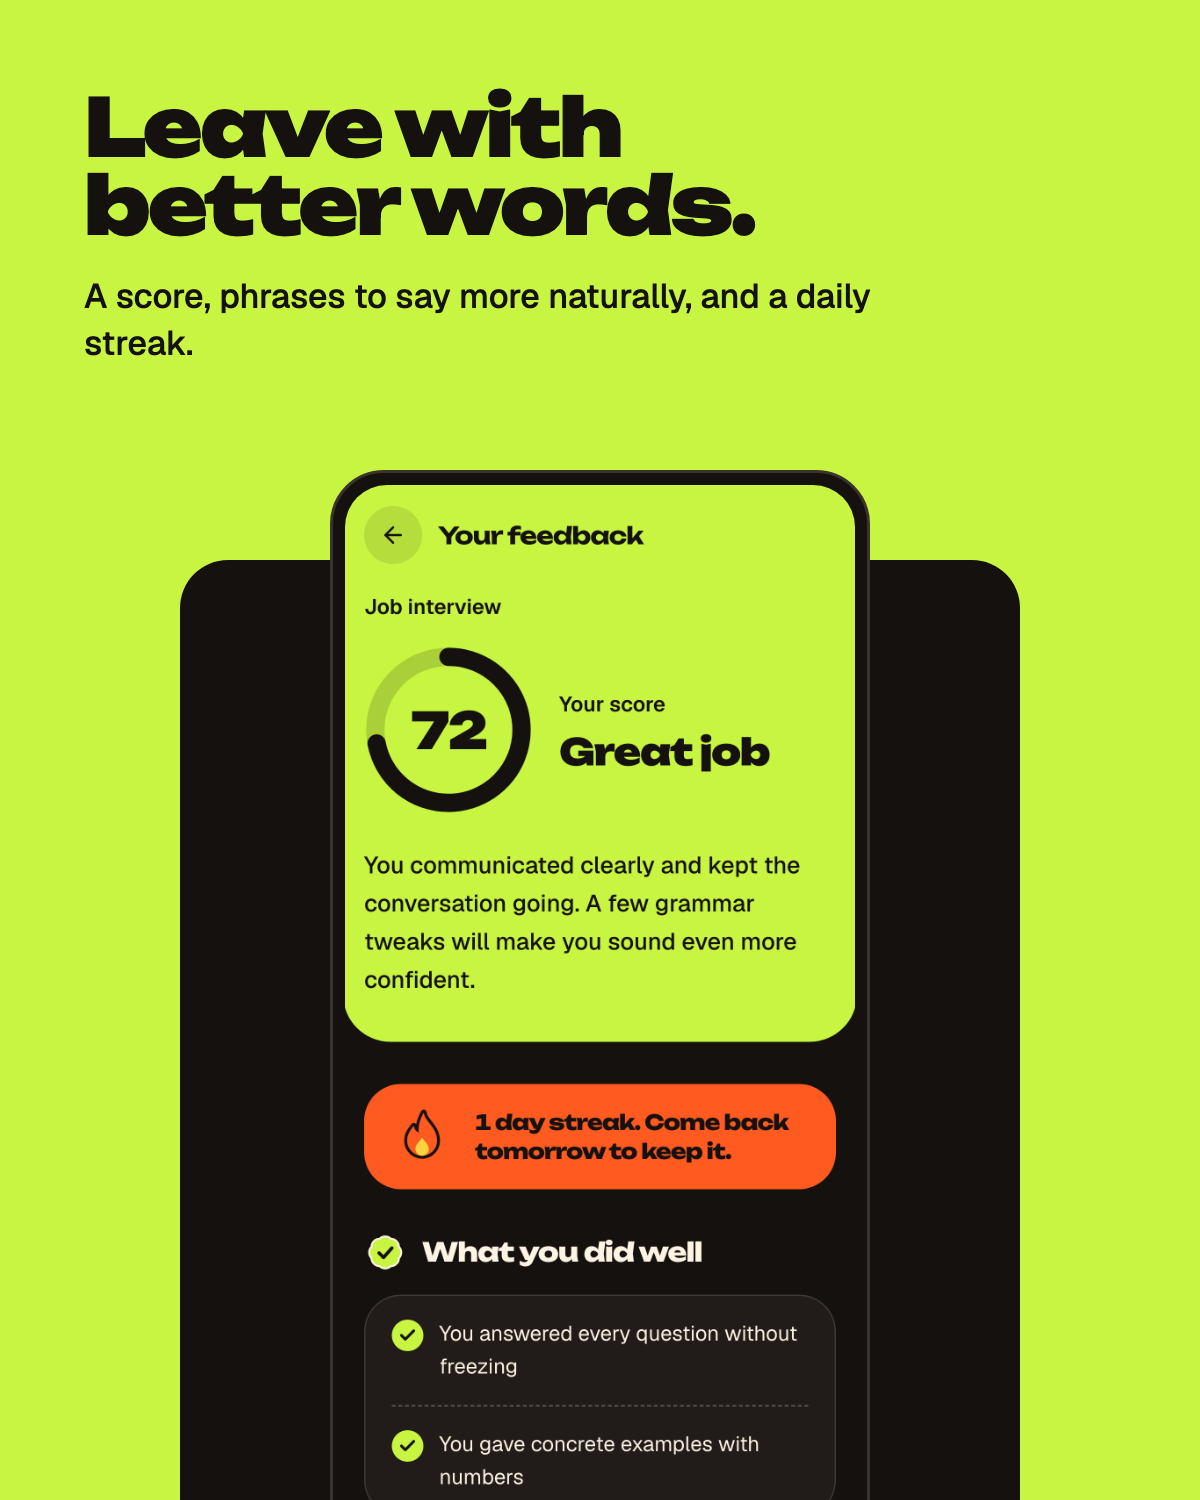 Leave with
better words.
A score, phrases to say more naturally, and a daily
streak.
Your feedback
Job interview
72
Your score
Great job
You communicated clearly and kept the
conversation going. A few grammar
tweaks will make you sound even more
confident.
1 day streak. Come back
tomorrow to keep it.
What you did well
You answered every question without
freezing
You gave concrete examples with
numbers